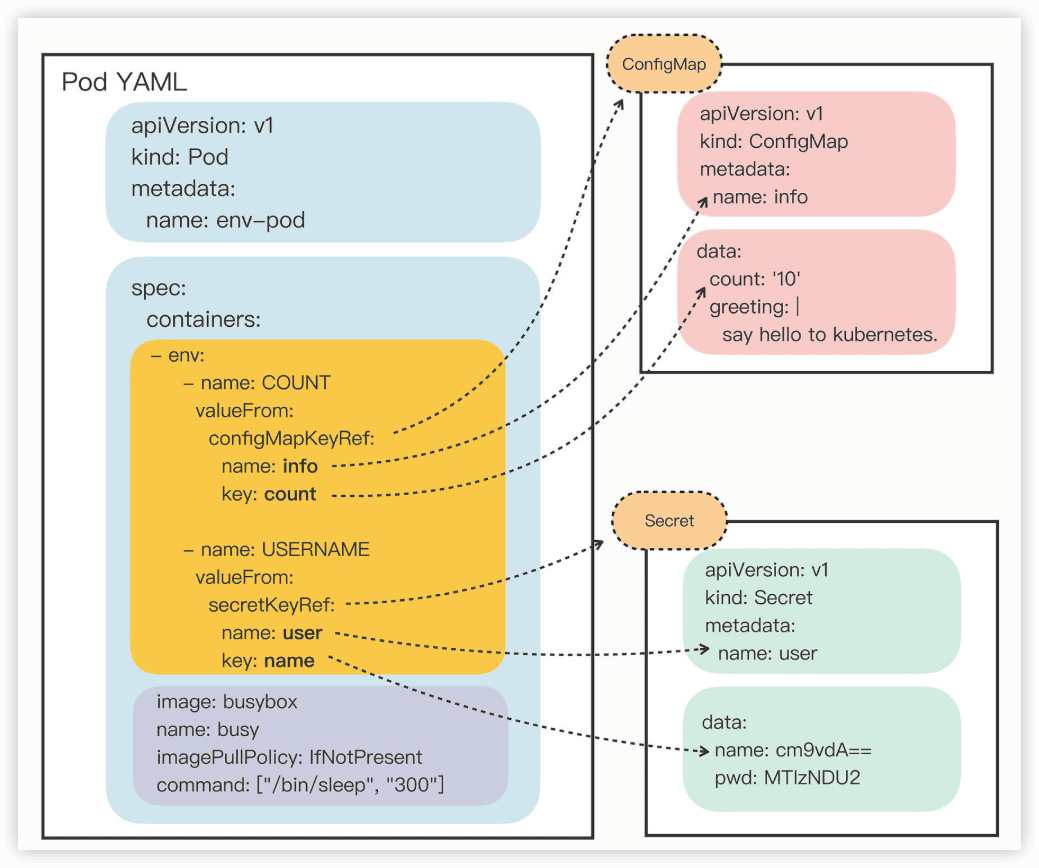 Pod YAML
apiVersion: v1
kind: Pod
metadata:
name: env-pod
spec:
containers:
- env:
- name: COUNT
valueFrom:
configMapKeyRef:
name: info
key: count
- name: USERNAME
valueFrom:
secretKeyRef:
name: user
key: name
image: busybox
name: busy
imagePullPolicy: IfNotPresent
command: ["/bin/sleep", "300"]
ConfigMap
apiVersion: v1
kind: ConfigMap
metadata:
name: info
data:
count: '10'
greeting: |
say hello to kubernetes.
Secret
apiVersion: v1
kind: Secret
metadata:
name: user
data:
name: cm9vdA==
pwd: MTIzNDU2